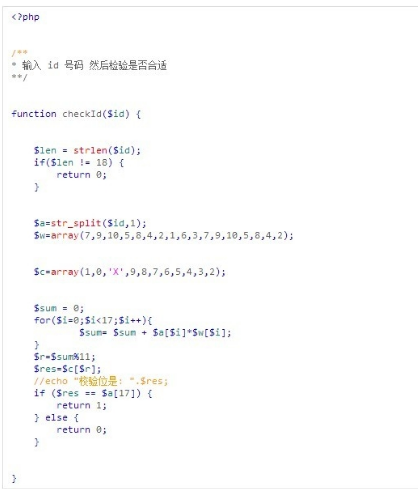 <?php
/**
* 输入 id 号码 然后检验是否合适
**/
function checkId($id) {
$len = strlen($id);
if($len != 18) {
return 0;
}
$a=str_split($id,1);
$w=array(7,9,10,5,8,4,2,1,6,3,7,9,10,5,8,4,2);
$c=array(1,0,'X',9,8,7,6,5,4,3,2);
$sum = 0;
for($i=0;$i<17;$i++){
$sum= $sum + $a[$i]*$w[$i];
}
$r=$sum%11;
$res=$c[$r];
//echo "校验位是: ".$res;
if ($res == $a[17]) {
return 1;
} else {
return 0;
}
}